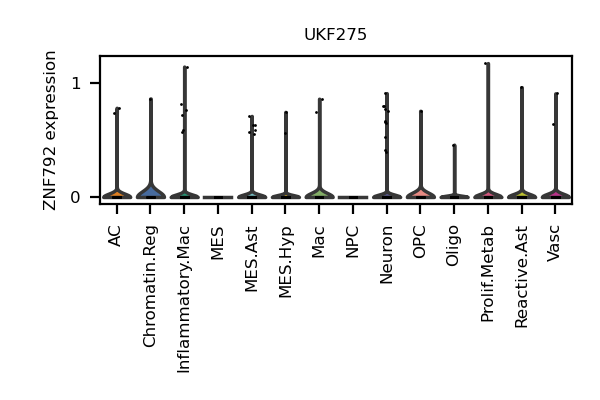 UKF275
ZNF792 expression
1
0
AC
Chromatin.Reg
Inflammatory.Mac
MES
MES.Ast
MES.Hyp
Mac
NPC
Neuron
OPC
Oligo
Prolif.Metab
Reactive.Ast
Vasc